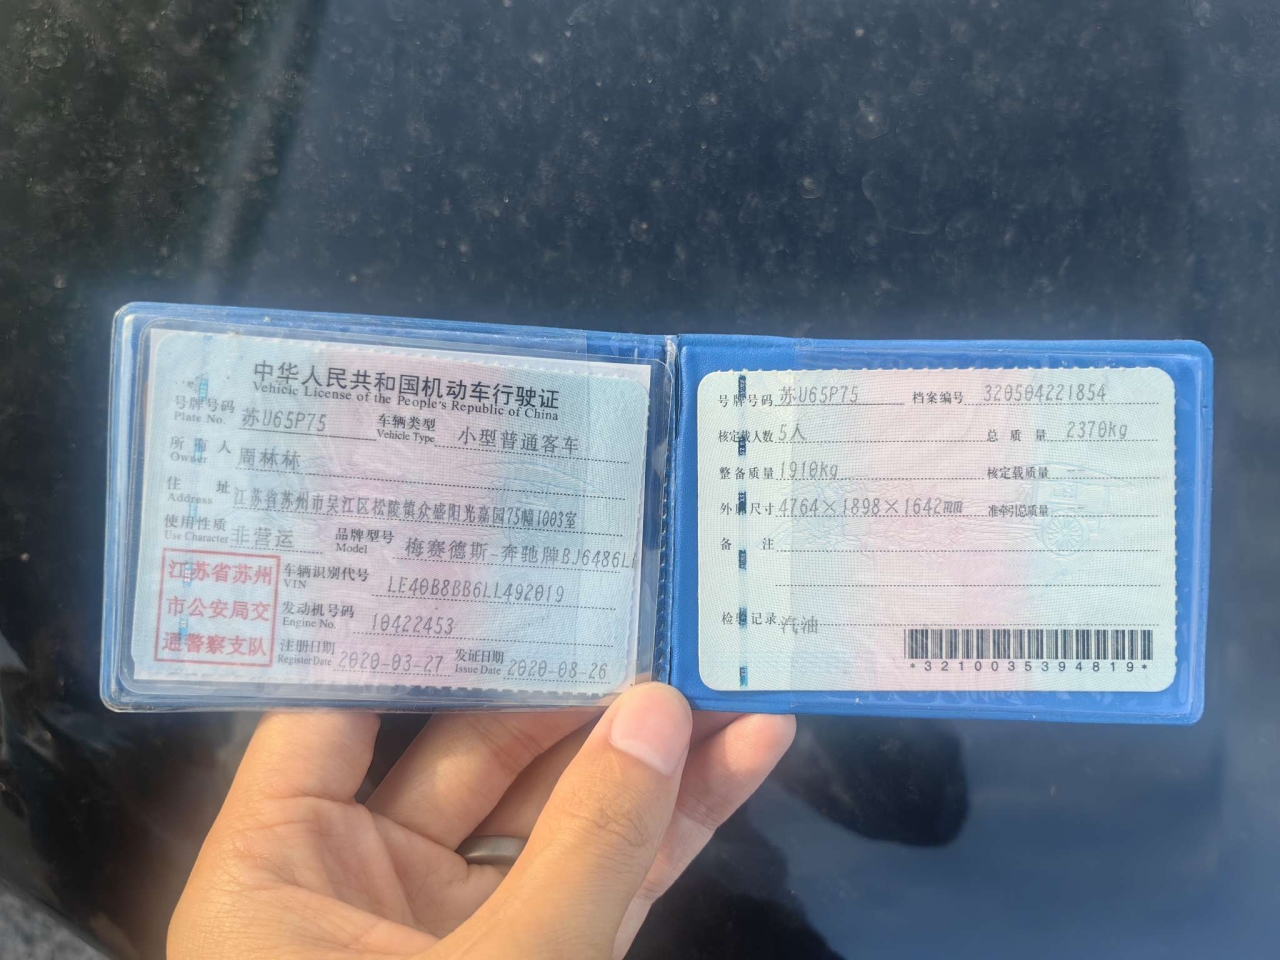 中华人民共和国机动车行驶证
Vehicle License of the People's Republic of China
号牌号码 苏U65P75 车辆类型 小型普通客车
Plate No. Vehicle Type
所有人 周林林
Owner
住址 江苏省苏州市吴江区松陵镇众盛阳光嘉园75幢1003室
Address
使用性质 非营运 品牌型号 梅赛德斯-奔驰牌BJ6486L
Use Character Model
江苏省苏州
市公安局交
通警察支队
车辆识别代号 LE40B8BB6LL492019
VIN
发动机号码 10422453
Engine No.
注册日期 2020-03-27 发证日期 2020-08-26
Register Date Issue Date
号牌号码 苏U65P75 档案编号 320504221854
核定载人数 5人 总质量 2370kg
整备质量 1910kg 核定载质量 --
外廓尺寸 4764×1898×1642mm 准牵引总质量 --
备注
检验记录 汽油
*3210035394819*